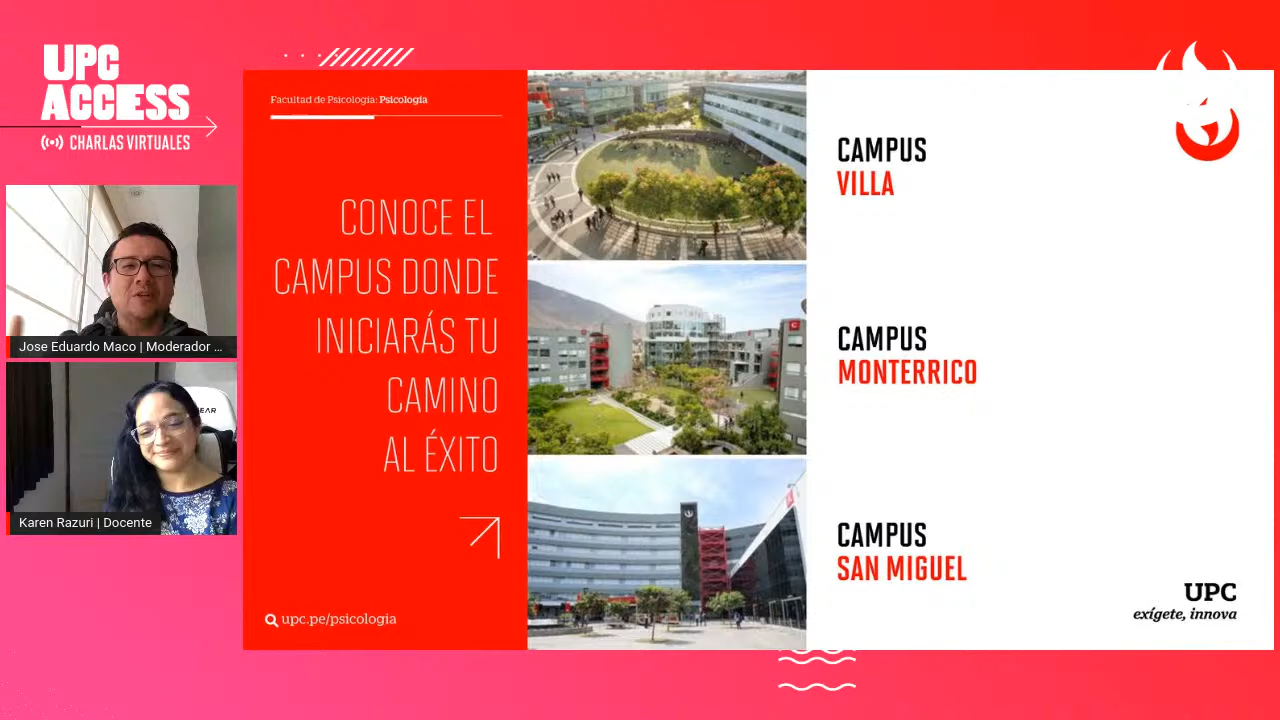 UPC
ACCESS
CHARLAS VIRTUALES
Jose Eduardo Maco | Moderador ...
Karen Razuri | Docente
Facultad de Psicología: Psicología
CONOCE EL
CAMPUS DONDE
INICIARÁS TU
CAMINO
AL ÉXITO
upc.pe/psicologia
CAMPUS
VILLA
CAMPUS
MONTERRICO
CAMPUS
SAN MIGUEL
UPC
exígete, innova